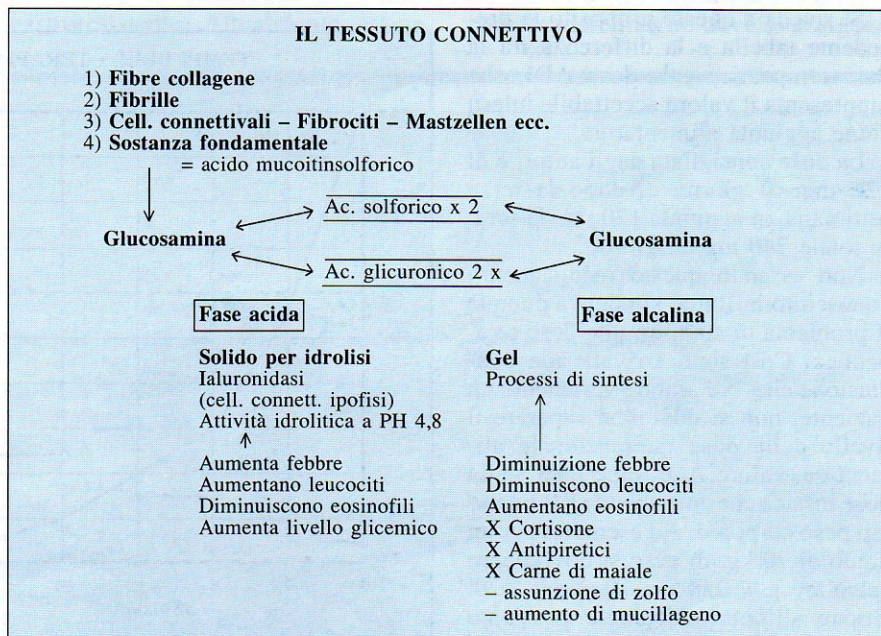 IL TESSUTO CONNETTIVO
1) Fibre collagene
2) Fibrille
3) Cell. connettivali – Fibrociti – Mastzellen ecc.
4) Sostanza fondamentale
= acido mucoitinsolforico
Ac. solforico x 2
Glucosamina
Glucosamina
Ac. glicuronico 2 x
Fase acida
Solido per idrolisi
Ialuronidasi
(cell. connett. ipofisi)
Attività idrolitica a PH 4,8
Aumenta febbre
Aumentano leucociti
Diminuiscono eosinofili
Aumenta livello glicemico
Fase alcalina
Gel
Processi di sintesi
Diminuizione febbre
Diminuiscono leucociti
Aumentano eosinofili
X Cortisone
X Antipiretici
X Carne di maiale
– assunzione di zolfo
– aumento di mucillageno